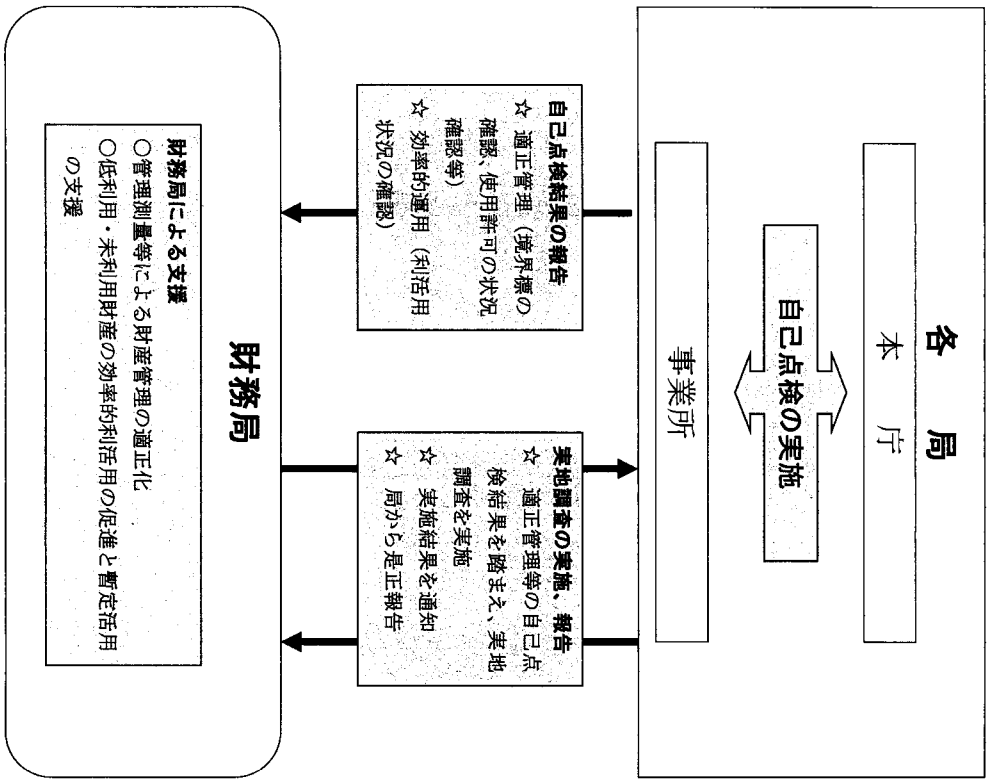 各　局
本　庁
自己点検の実施
事業所
自己点検結果の報告
☆ 適正管理（境界標の
確認、使用許可の状況
確認等）
☆ 効率的運用（利活用
状況の確認）
実地調査の実施、報告
☆ 適正管理等の自己点
検結果を踏まえ、実地
調査を実施
☆ 実施結果を通知
☆ 局から是正報告
財務局
財務局による支援
○管理測量等による財産管理の適正化
○低利用・未利用財産の効率的利活用の促進と暫定活用
の支援